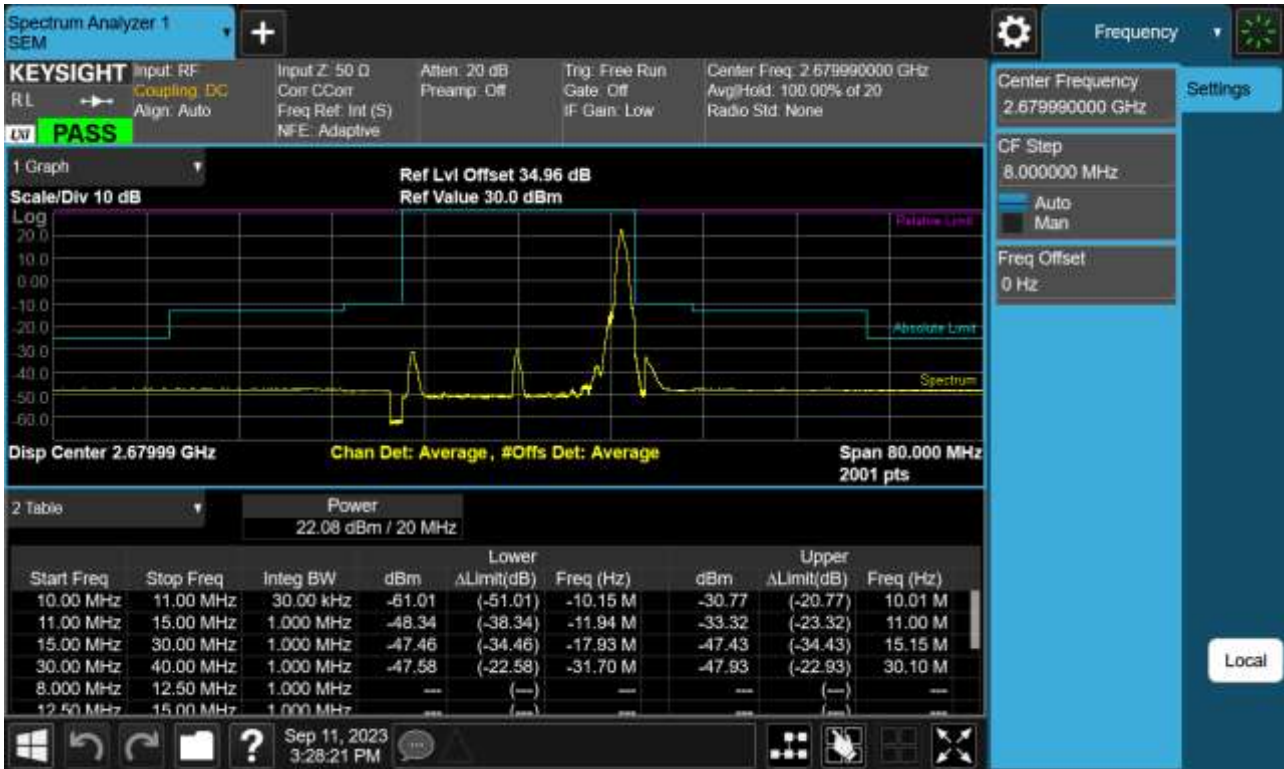 Spectrum Analyzer 1
SEM
+
Frequency
KEYSIGHT
RL
LXI
PASS
Input: RF
Coupling: DC
Align: Auto
Input Z: 50 Ω
Corr CCorr
Freq Ref: Int (S)
NFE: Adaptive
Atten: 20 dB
Preamp: Off
Trig: Free Run
Gate: Off
IF Gain: Low
Center Freq: 2.679990000 GHz
Avg|Hold: 100.00% of 20
Radio Std: None
Center Frequency
2.679990000 GHz
Settings
CF Step
8.000000 MHz
Auto
Man
Freq Offset
0 Hz
Local
1 Graph
Scale/Div 10 dB
Ref Lvl Offset 34.96 dB
Ref Value 30.0 dBm
Log
20.0
10.0
0.00
-10.0
-20.0
-30.0
-40.0
-50.0
-60.0
Relative Limit
Absolute Limit
Spectrum
Disp Center 2.67999 GHz
Chan Det: Average, #Offs Det: Average
Span 80.000 MHz
2001 pts
2 Table
Power
22.08 dBm / 20 MHz
Lower Upper
Start Freq Stop Freq Integ BW dBm ΔLimit(dB) Freq (Hz) dBm ΔLimit(dB) Freq (Hz)
10.00 MHz 11.00 MHz 30.00 kHz -61.01 (-51.01) -10.15 M -30.77 (-20.77) 10.01 M
11.00 MHz 15.00 MHz 1.000 MHz -48.34 (-38.34) -11.94 M -33.32 (-23.32) 11.00 M
15.00 MHz 30.00 MHz 1.000 MHz -47.46 (-34.46) -17.93 M -47.43 (-34.43) 15.15 M
30.00 MHz 40.00 MHz 1.000 MHz -47.58 (-22.58) -31.70 M -47.93 (-22.93) 30.10 M
8.000 MHz 12.50 MHz 1.000 MHz --- (---) --- --- (---) ---
12.50 MHz 15.00 MHz 1.000 MHz --- (---) --- --- (---) ---
?
Sep 11, 2023
3:28:21 PM